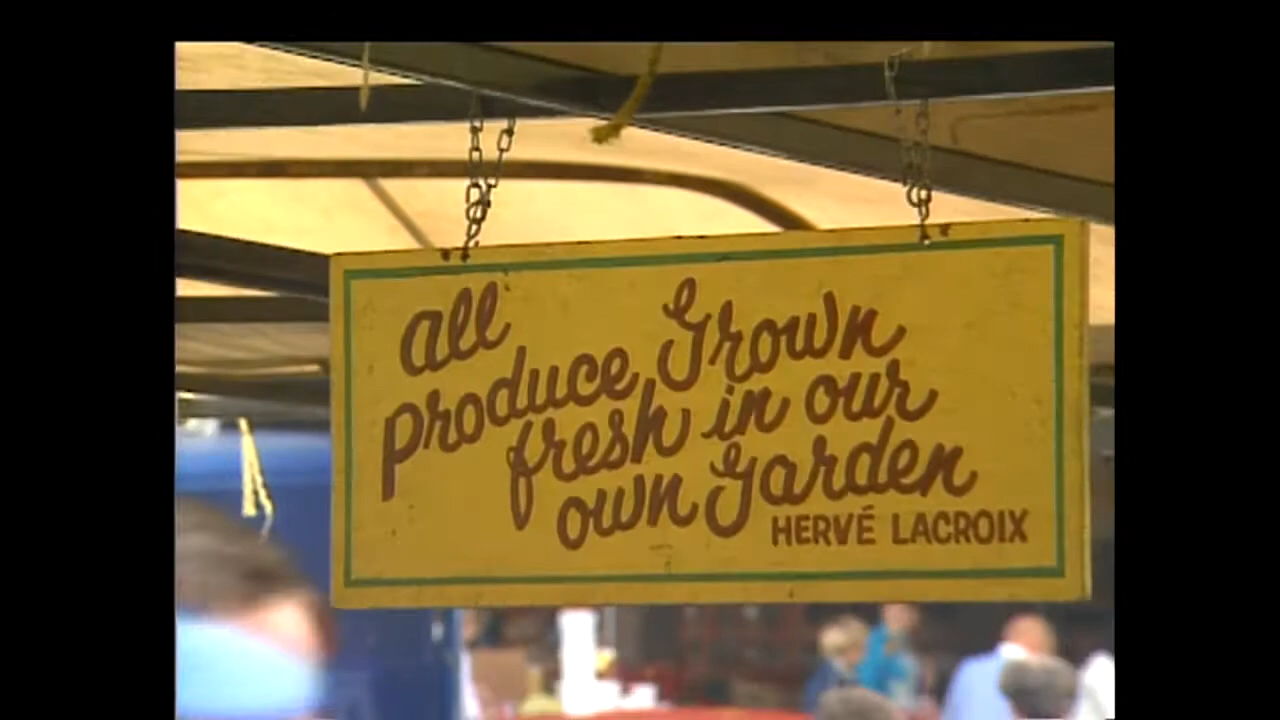 all
produce Grown
fresh in our
own Garden
HERVÉ LACROIX